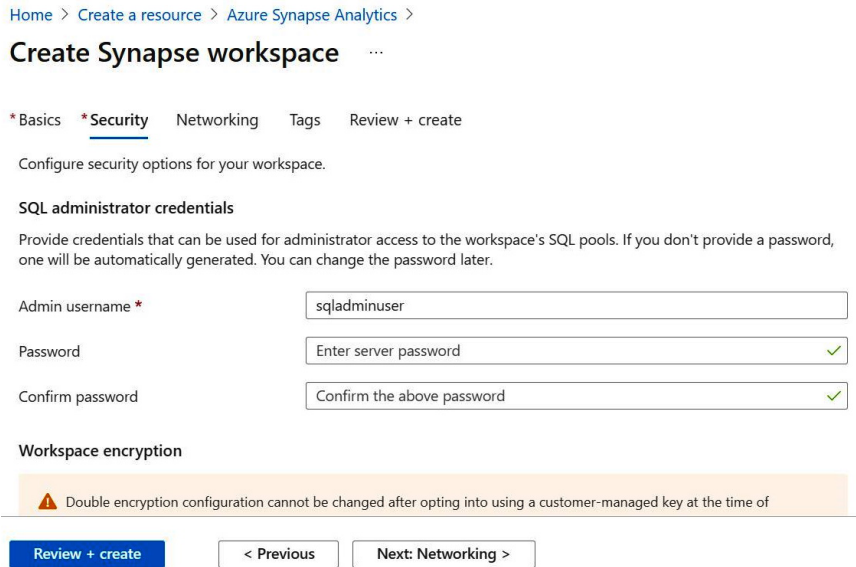 Home > Create a resource > Azure Synapse Analytics >
Create Synapse workspace ...
* Basics * Security Networking Tags Review + create
Configure security options for your workspace.
SQL administrator credentials
Provide credentials that can be used for administrator access to the workspace's SQL pools. If you don't provide a password,
one will be automatically generated. You can change the password later.
Admin username * sqladminuser
Password Enter server password
Confirm password Confirm the above password
Workspace encryption
Double encryption configuration cannot be changed after opting into using a customer-managed key at the time of
Review + create < Previous Next: Networking >